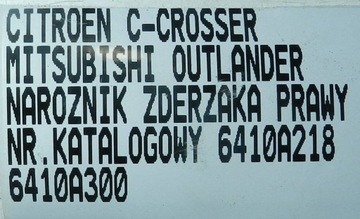 CITROEN C-CROSSER
MITSUBISHI OUTLANDER
NAROZNIK ZDERZAKA PRAWY
NR.KATALOGOWY 6410A218
6410A300